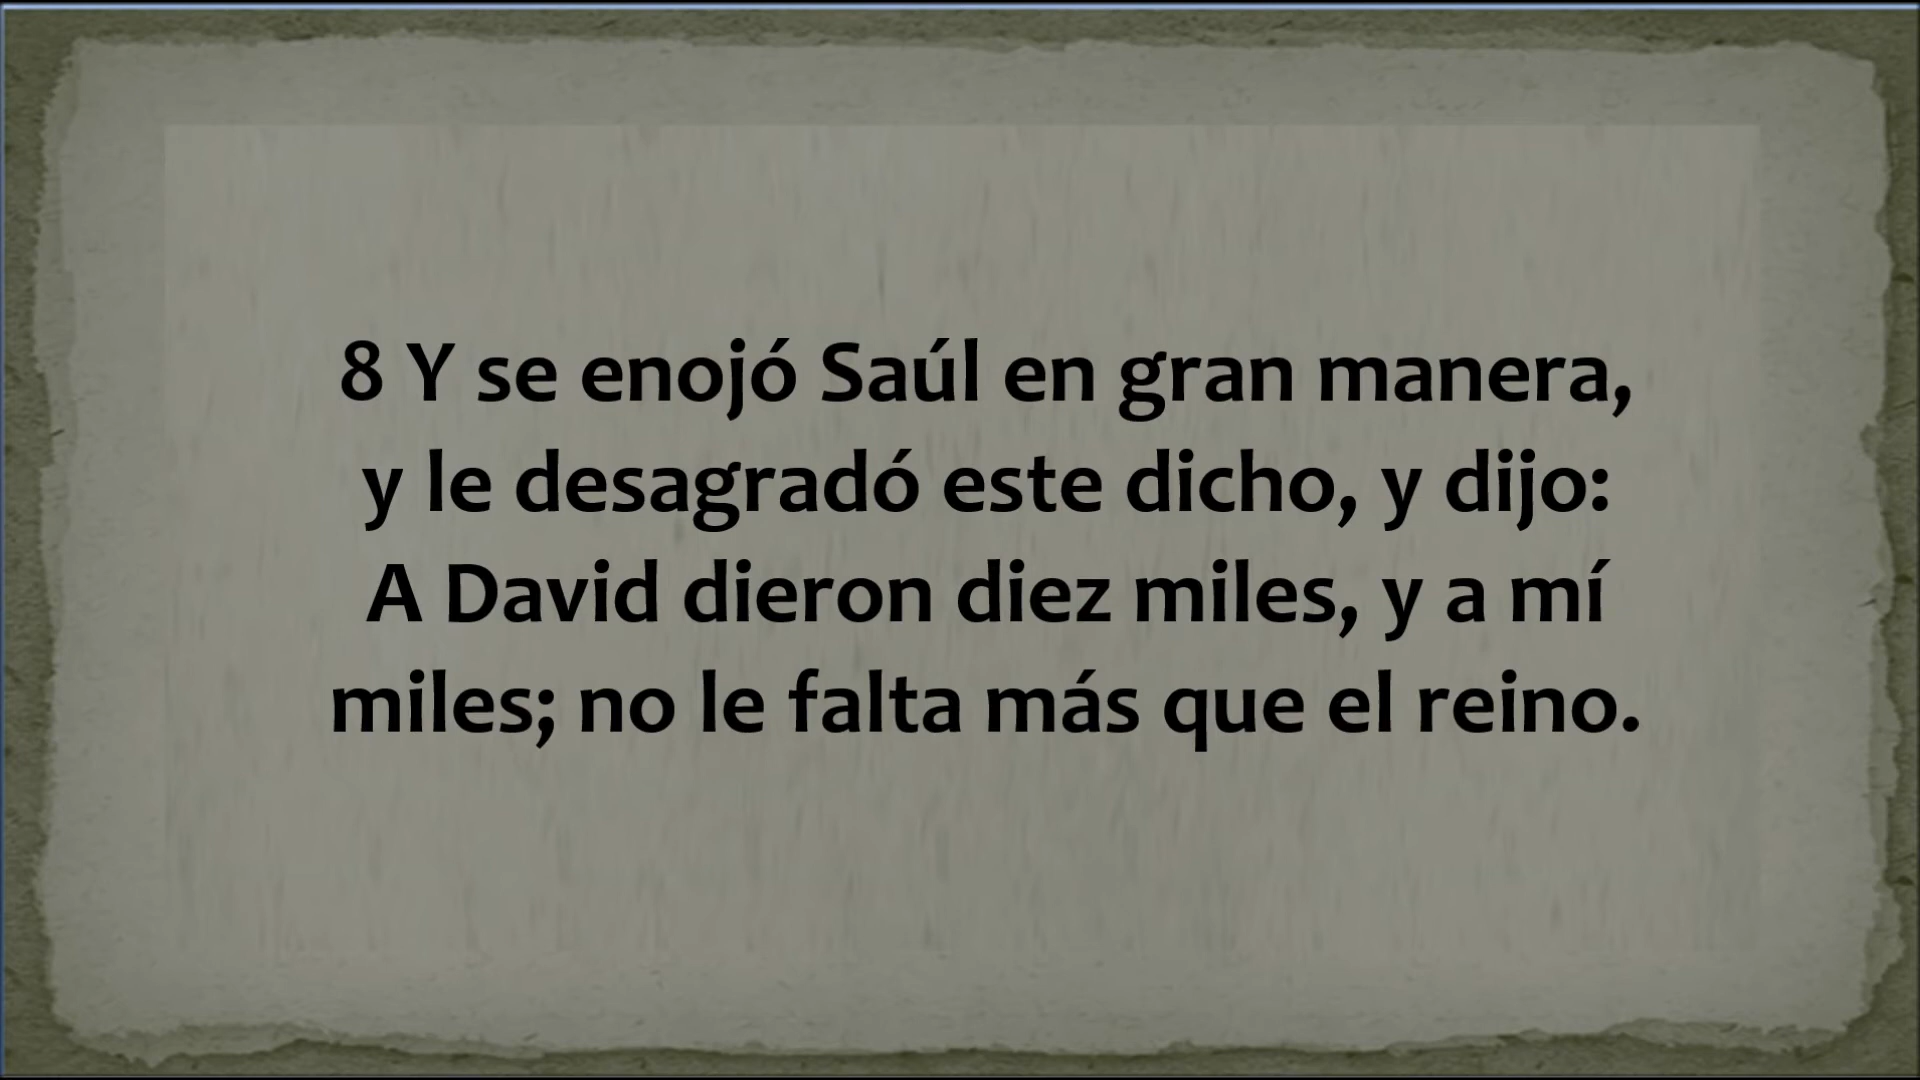 8 Y se enojó Saúl en gran manera,
y le desagradó este dicho, y dijo:
A David dieron diez miles, y a mí
miles; no le falta más que el reino.